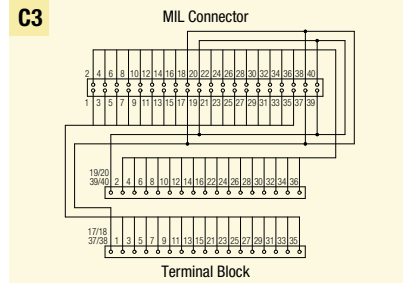 C3
MIL Connector
2 4 6 8 10 12 14 16 18 20 22 24 26 28 30 32 34 36 38 40
1 3 5 7 9 11 13 15 17 19 21 23 25 27 29 31 33 35 37 39
19/20
39/40 2 4 6 8 10 12 14 16 22 24 26 28 30 32 34 36
17/18
37/38 1 3 5 7 9 11 13 15 21 23 25 27 29 31 33 35
Terminal Block